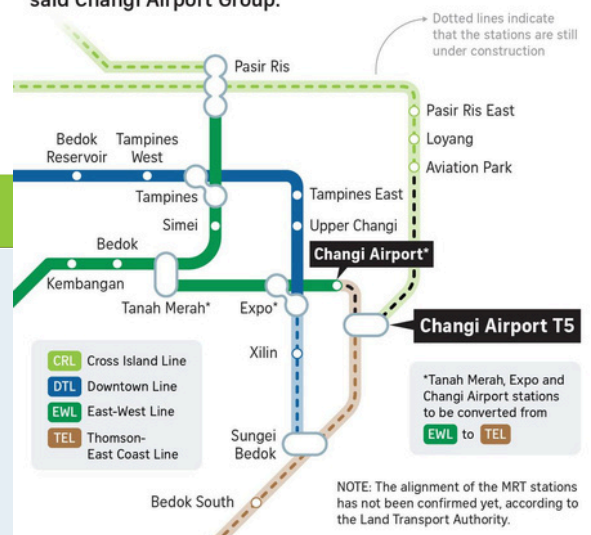 said Changi Airport Group.
Dotted lines indicate
that the stations are still
under construction
Pasir Ris
Pasir Ris East
Loyang
Aviation Park
Bedok
Reservoir
Tampines
West
Tampines
Tampines East
Simei
Upper Changi
Bedok
Changi Airport*
Kembangan
Tanah Merah*
Expo*
Changi Airport T5
Xilin
CRL Cross Island Line
DTL Downtown Line
EWL East-West Line
TEL Thomson-
East Coast Line
*Tanah Merah, Expo and
Changi Airport stations
to be converted from
EWL to TEL
Sungei
Bedok
Bedok South
NOTE: The alignment of the MRT stations
has not been confirmed yet, according to
the Land Transport Authority.